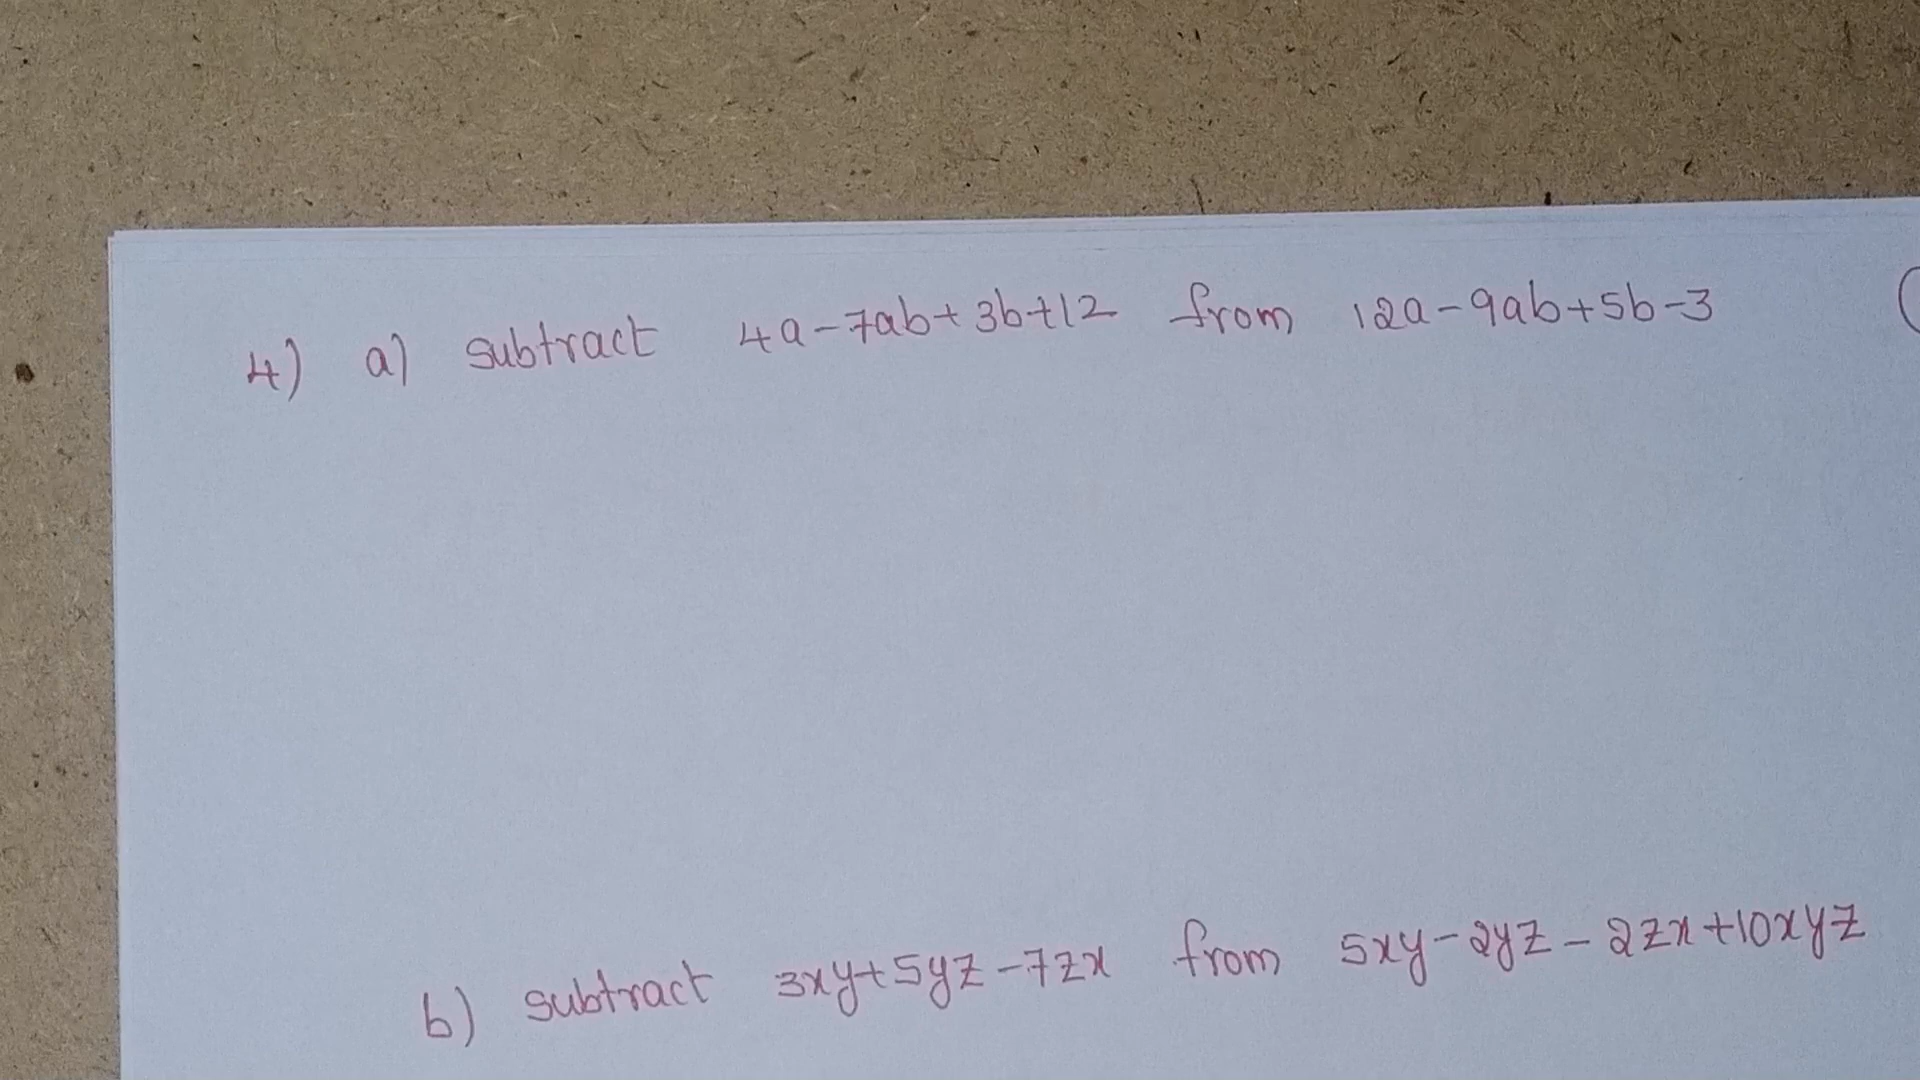 4) a) subtract 4a-7ab+3b+12 from 12a-9ab+5b-3 (
b) subtract 3xy+5yz-7zx from 5xy-2yz-2zx+10xyz